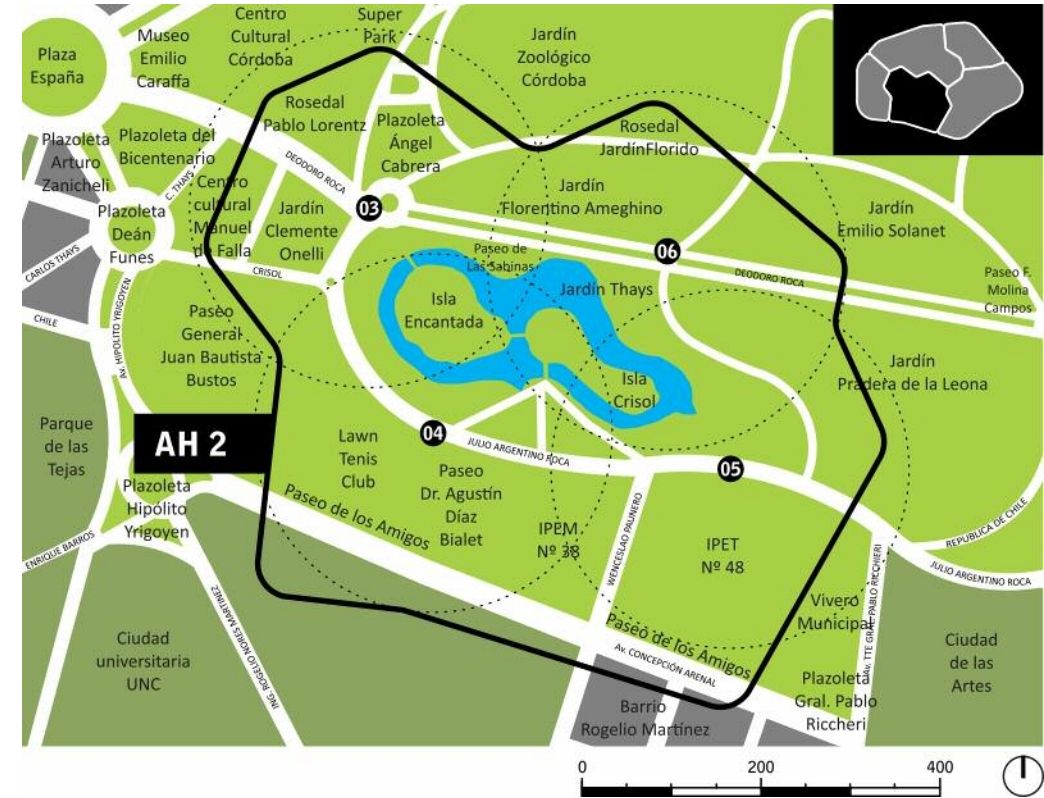 Plaza
España
Museo
Emilio
Caraffa
Centro
Cultural
Córdoba
Super
Park
Jardín
Zoológico
Córdoba
Plazoleta
Arturo
Zanicheli
Plazoleta del
Bicentenario
C. THAYS
Rosedal
Pablo Lorentz
Plazoleta
Ángel
Cabrera
Rosedal
JardínFlorido
DEODORO ROCA
Centro
cultural
Manuel
de Falla
Jardín
Clemente
Onelli
03
Jardín
Florentino Ameghino
Jardín
Emilio Solanet
Plazoleta
Deán
Funes
CARLOS THAYS
CRISOL
Paseo de
Las Sabinas
06
DEODORO ROCA
Paseo F.
Molina
Campos
CHILE
AV. HIPÓLITO YRIGOYEN
Paseo
General
Juan Bautista
Bustos
Isla
Encantada
Jardín Thays
Isla
Crisol
Jardín
Pradera de la Leona
Parque
de las
Tejas
AH 2
Lawn
Tenis
Club
04
JULIO ARGENTINO ROCA
05
Plazoleta
Hipólito
Yrigoyen
Paseo de los Amigos
Paseo
Dr. Agustín
Díaz
Bialet
IPEM
Nº 38
WENCESLAO PAUNERO
IPET
Nº 48
REPUBLICA DE CHILE
ENRIQUE BARROS
JULIO ARGENTINO ROCA
ING. ROGELIO NORES MARTINEZ
Ciudad
universitaria
UNC
Vivero
Municipal
AV. TTE GRAL. PABLO RICCHIERI
Paseo de los Amigos
Av. CONCEPCIÓN ARENAL
Ciudad
de las
Artes
Plazoleta
Gral. Pablo
Riccheri
Barrio
Rogelio Martínez
0 200 400